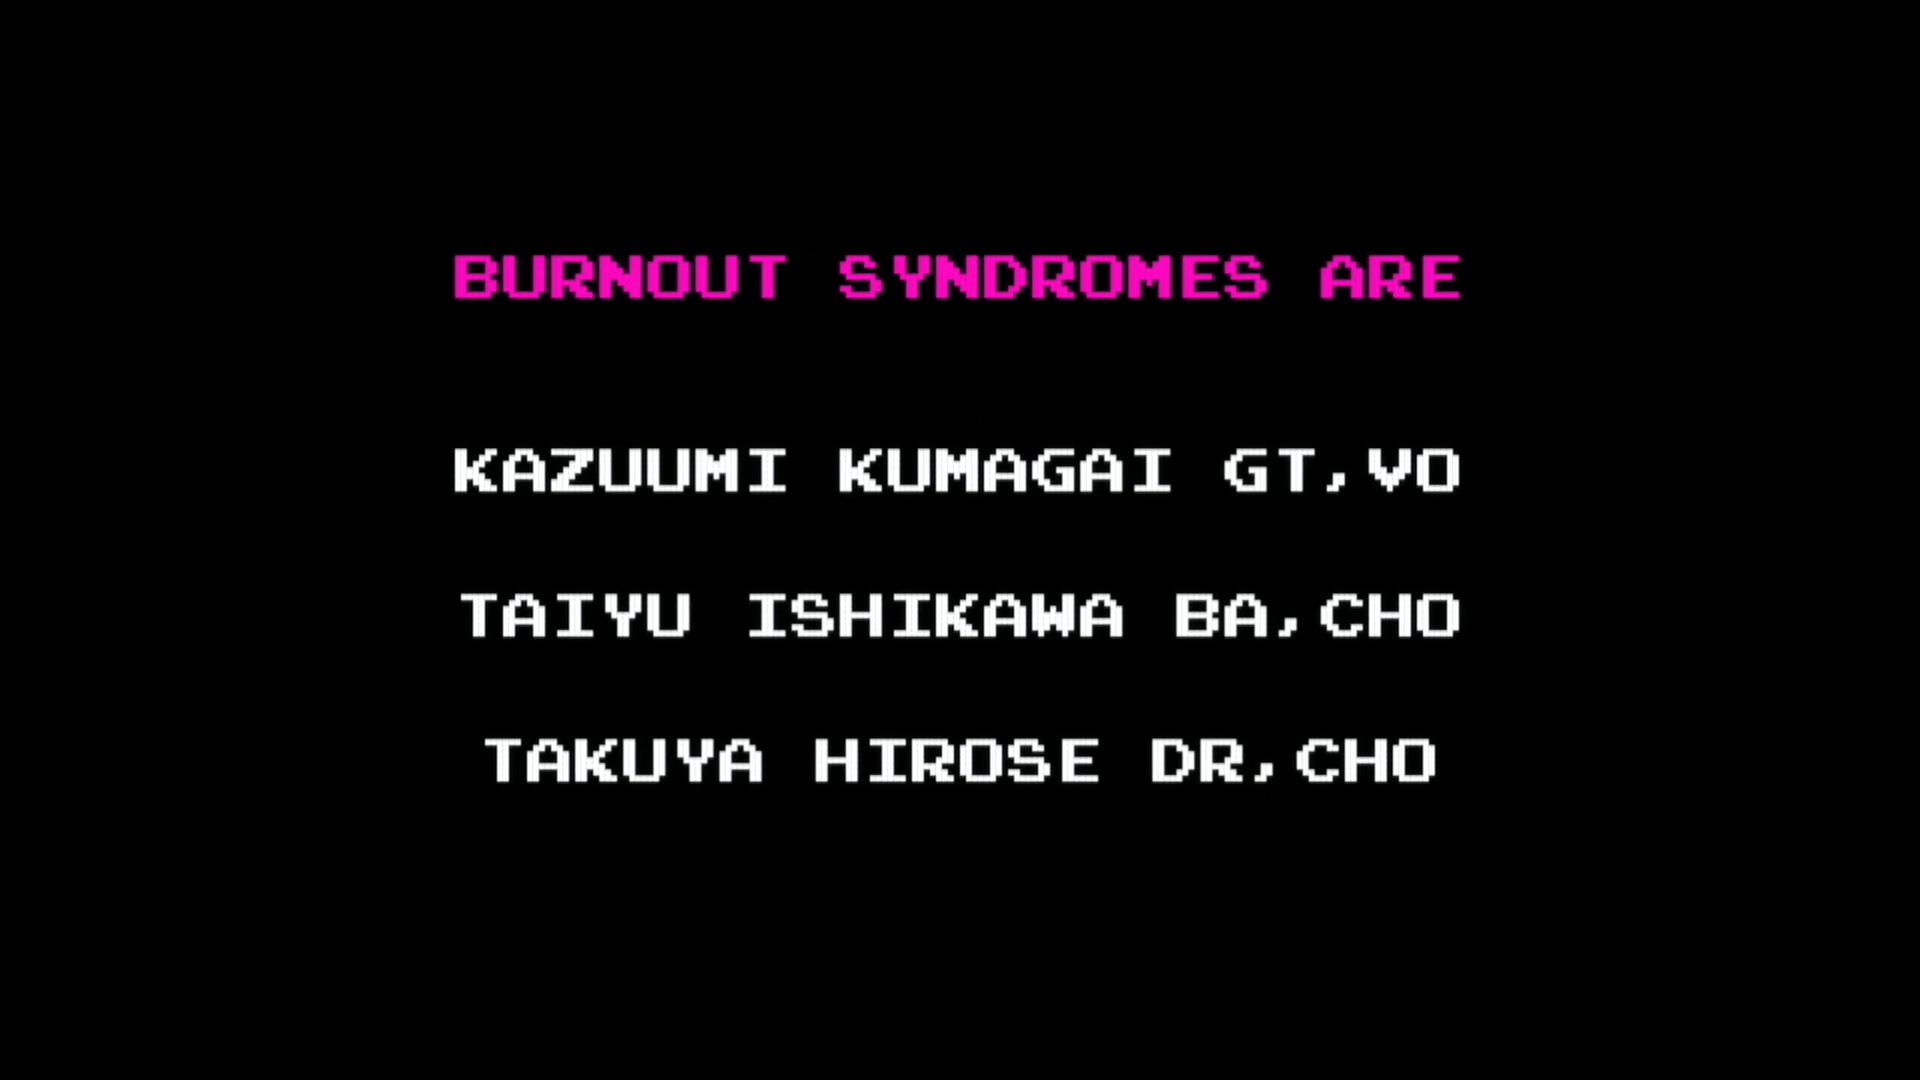 BURNOUT SYNDROMES ARE
KAZUUMI KUMAGAI GT,VO
TAIYU ISHIKAWA BA,CHO
TAKUYA HIROSE DR,CHO